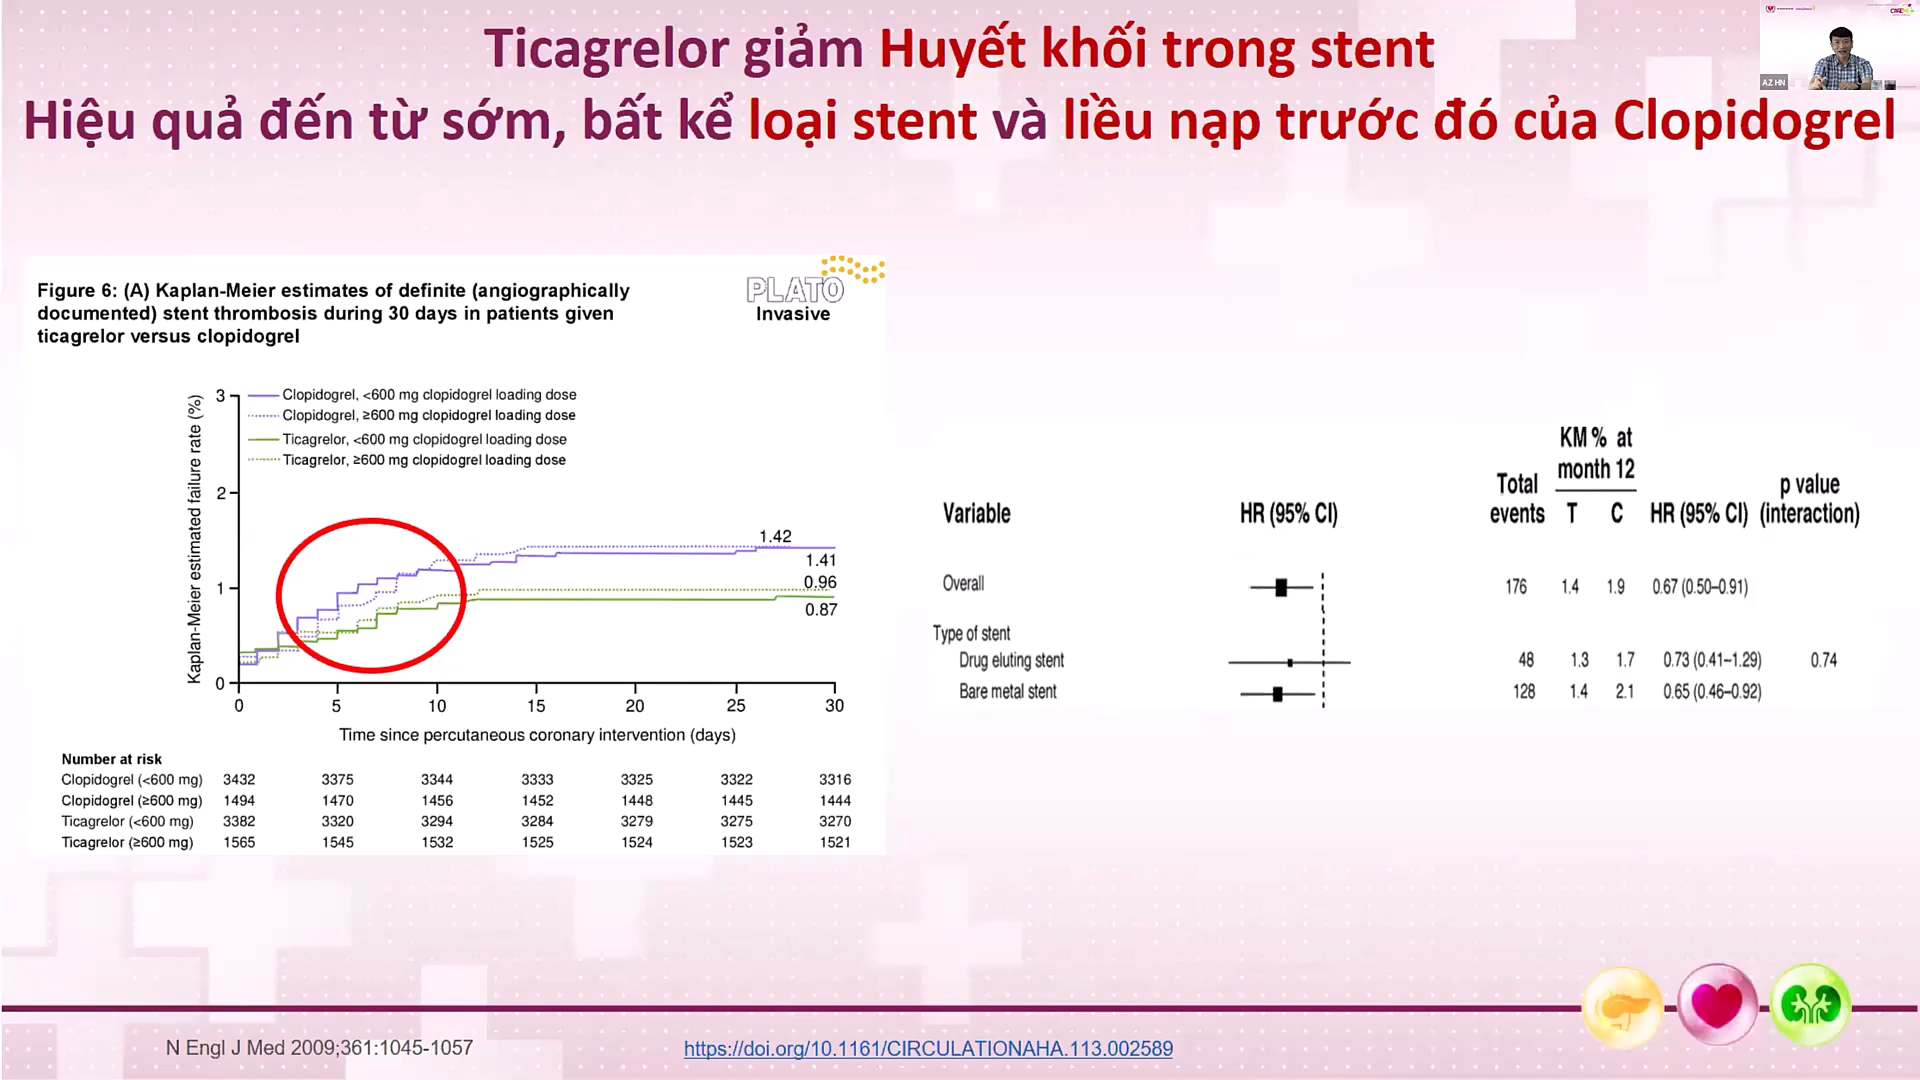 Ticagrelor giảm Huyết khối trong stent
Hiệu quả đến từ sớm, bất kể loại stent và liều nạp trước đó của Clopidogrel
AZ HN
Figure 6: (A) Kaplan-Meier estimates of definite (angiographically
documented) stent thrombosis during 30 days in patients given
ticagrelor versus clopidogrel
PLATO
Invasive
Kaplan-Meier estimated failure rate (%)
3
2
1
0
Clopidogrel, <600 mg clopidogrel loading dose
Clopidogrel, ≥600 mg clopidogrel loading dose
Ticagrelor, <600 mg clopidogrel loading dose
Ticagrelor, ≥600 mg clopidogrel loading dose
1.42
1.41
0.96
0.87
0 5 10 15 20 25 30
Time since percutaneous coronary intervention (days)
Number at risk
Clopidogrel (<600 mg) 3432 3375 3344 3333 3325 3322 3316
Clopidogrel (≥600 mg) 1494 1470 1456 1452 1448 1445 1444
Ticagrelor (<600 mg) 3382 3320 3294 3284 3279 3275 3270
Ticagrelor (≥600 mg) 1565 1545 1532 1525 1524 1523 1521
KM % at
month 12
Total
events
p value
(interaction)
Variable HR (95% CI) T C HR (95% CI)
Overall 176 1.4 1.9 0.67 (0.50–0.91)
Type of stent
Drug eluting stent 48 1.3 1.7 0.73 (0.41–1.29) 0.74
Bare metal stent 128 1.4 2.1 0.65 (0.46–0.92)
N Engl J Med 2009;361:1045-1057
https://doi.org/10.1161/CIRCULATIONAHA.113.002589